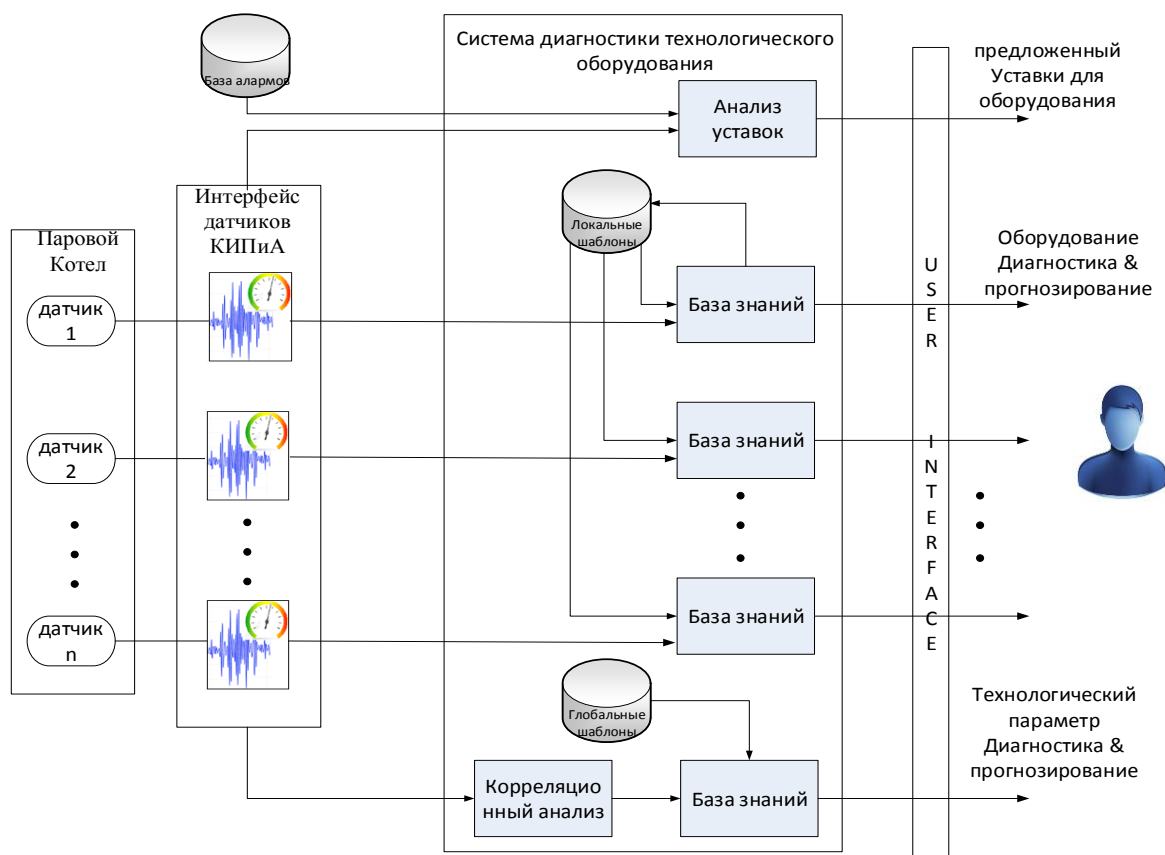 База алармов
Система диагностики технологического
оборудования
Анализ
уставок
предложенный
Уставки для
оборудования
Интерфейс
датчиков
КИПиА
Паровой
Котел
Локальные
шаблоны
Оборудование
Диагностика &
прогнозирование
датчик
1
База знаний
датчик
2
База знаний
датчик
n
База знаний
U
S
E
R
I
N
T
E
R
F
A
C
E
Глобальные
шаблоны
Технологический
параметр
Диагностика &
прогнозирование
Корреляцио
нный анализ
База знаний